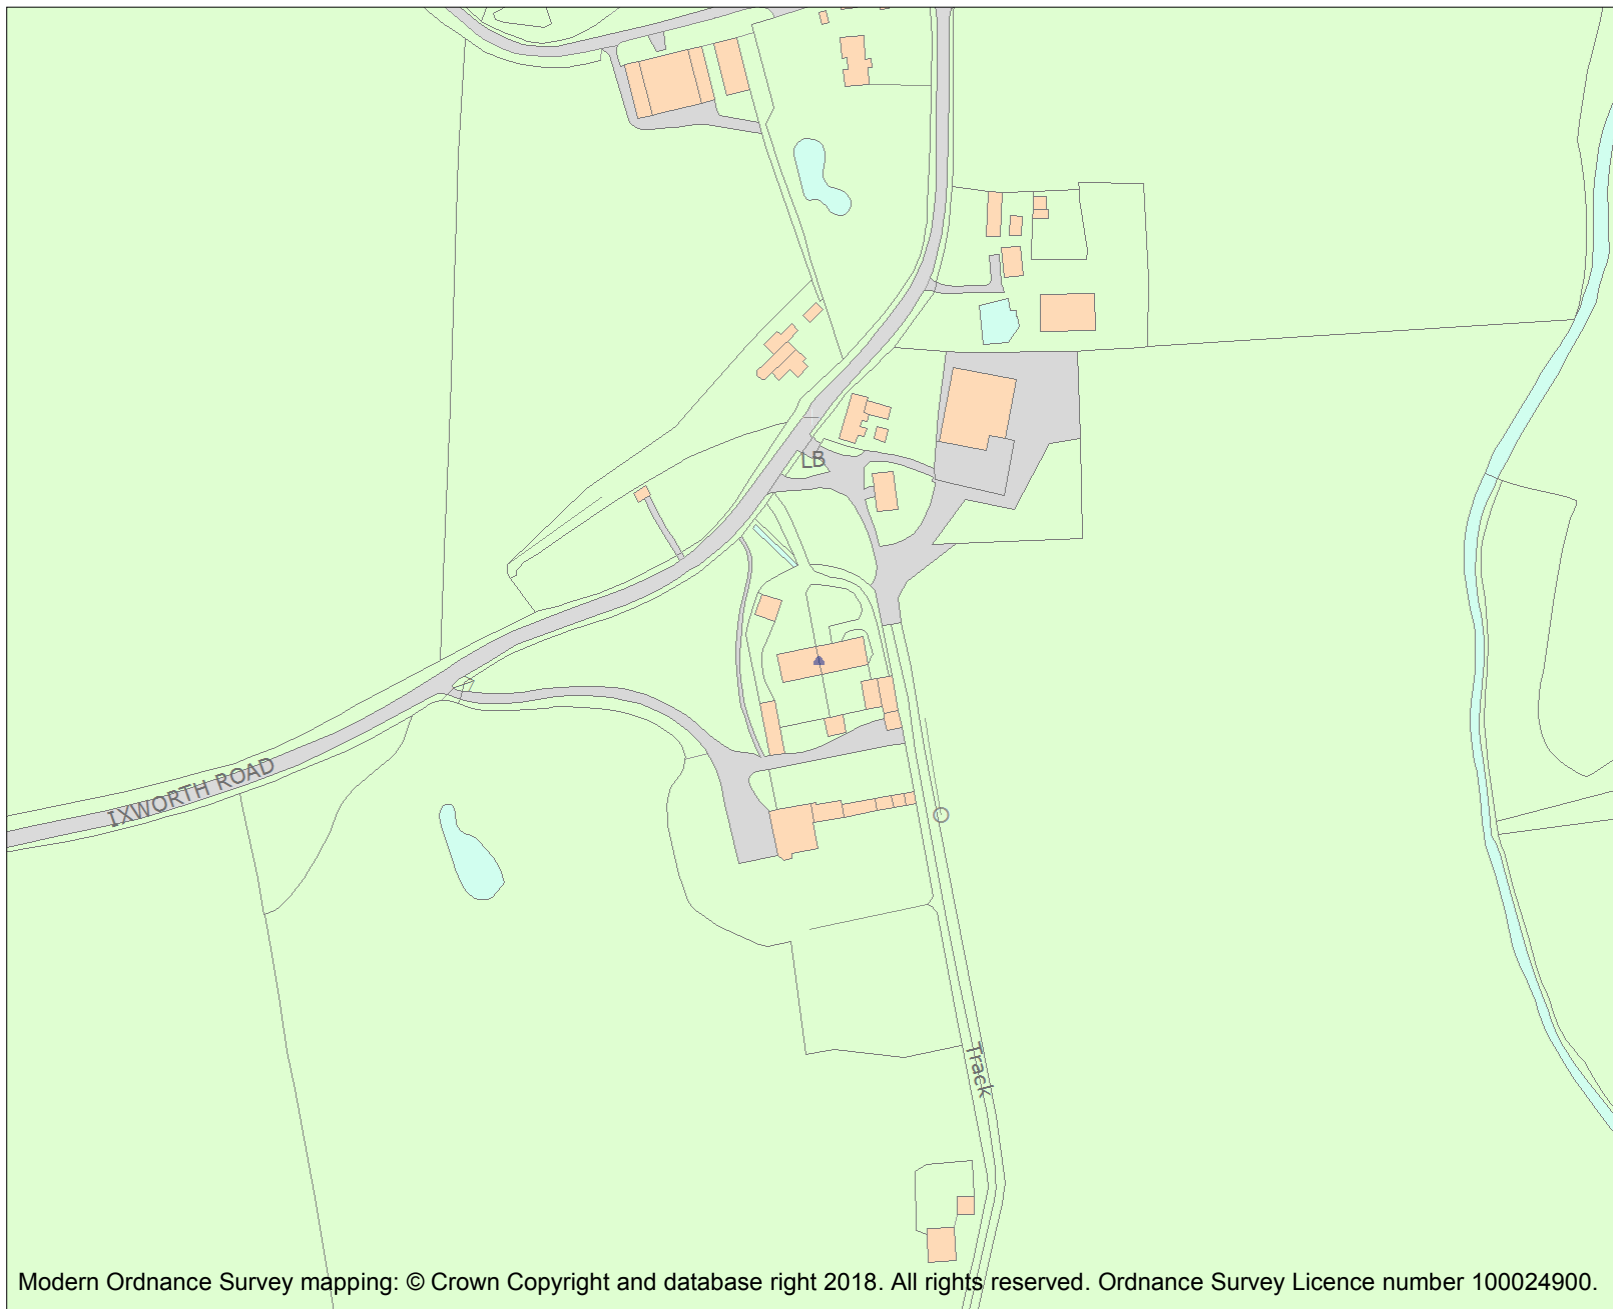 LB
IXWORTH ROAD
Track
Modern Ordnance Survey mapping: © Crown Copyright and database right 2018. All rights reserved. Ordnance Survey Licence number 100024900.